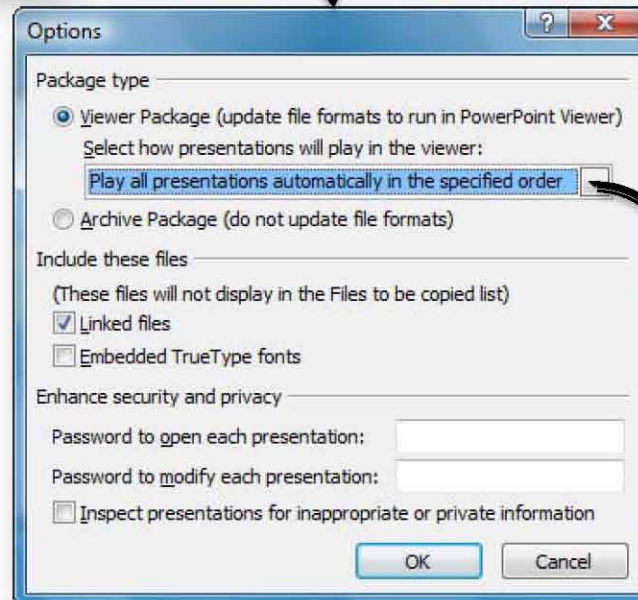 Options
Package type
Viewer Package (update file formats to run in PowerPoint Viewer)
Select how presentations will play in the viewer:
Play all presentations automatically in the specified order
Archive Package (do not update file formats)
Include these files
(These files will not display in the Files to be copied list)
Linked files
Embedded TrueType fonts
Enhance security and privacy
Password to open each presentation:
Password to modify each presentation:
Inspect presentations for inappropriate or private information
OK Cancel